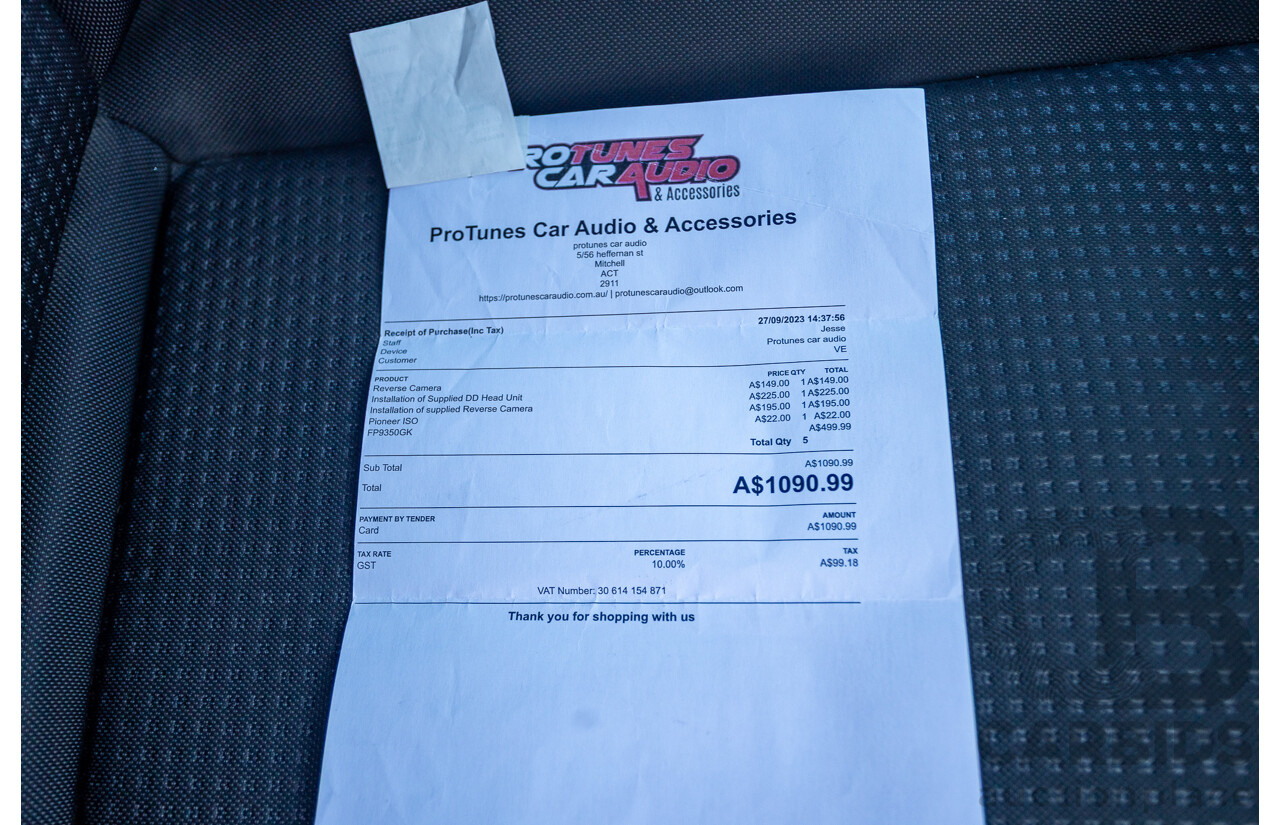 ROTUNES
CAR AUDIO
& Accessories
ProTunes Car Audio & Accessories
protunes car audio
5/56 heffernan st
Mitchell
ACT
2911
https://protunescaraudio.com.au/ | protunescaraudio@outlook.com
Receipt of Purchase(Inc Tax) 27/09/2023 14:37:56
Staff Jesse
Device Protunes car audio
Customer VE
PRODUCT PRICE QTY TOTAL
Reverse Camera A$149.00 1 A$149.00
Installation of Supplied DD Head Unit A$225.00 1 A$225.00
Installation of supplied Reverse Camera A$195.00 1 A$195.00
Pioneer ISO A$22.00 1 A$22.00
FP9350GK A$499.99
Total Qty 5
Sub Total A$1090.99
Total A$1090.99
PAYMENT BY TENDER AMOUNT
Card A$1090.99
TAX RATE PERCENTAGE TAX
GST 10.00% A$99.18
VAT Number: 30 614 154 871
Thank you for shopping with us